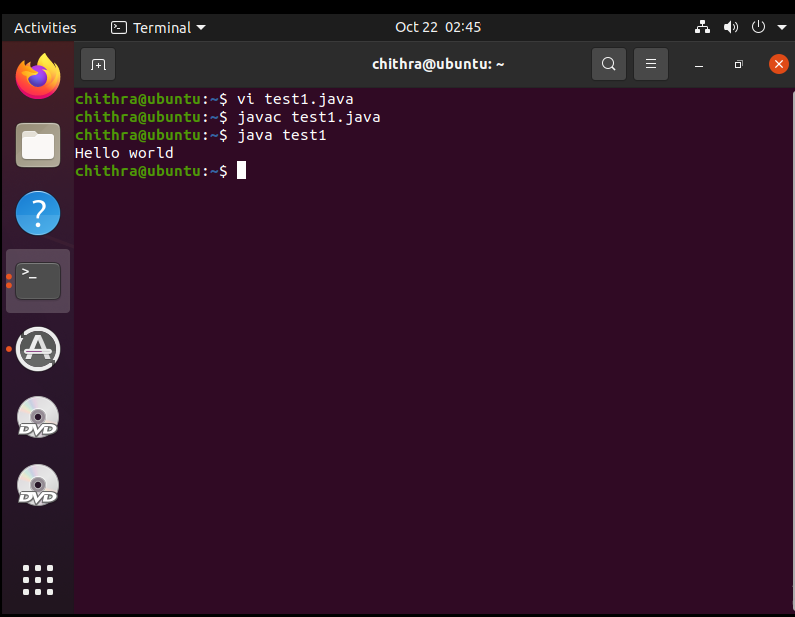 Activities Terminal Oct 22 02:45
chithra@ubuntu: ~
chithra@ubuntu:~$ vi test1.java
chithra@ubuntu:~$ javac test1.java
chithra@ubuntu:~$ java test1
Hello world
chithra@ubuntu:~$
?
>_
A
DVD
DVD